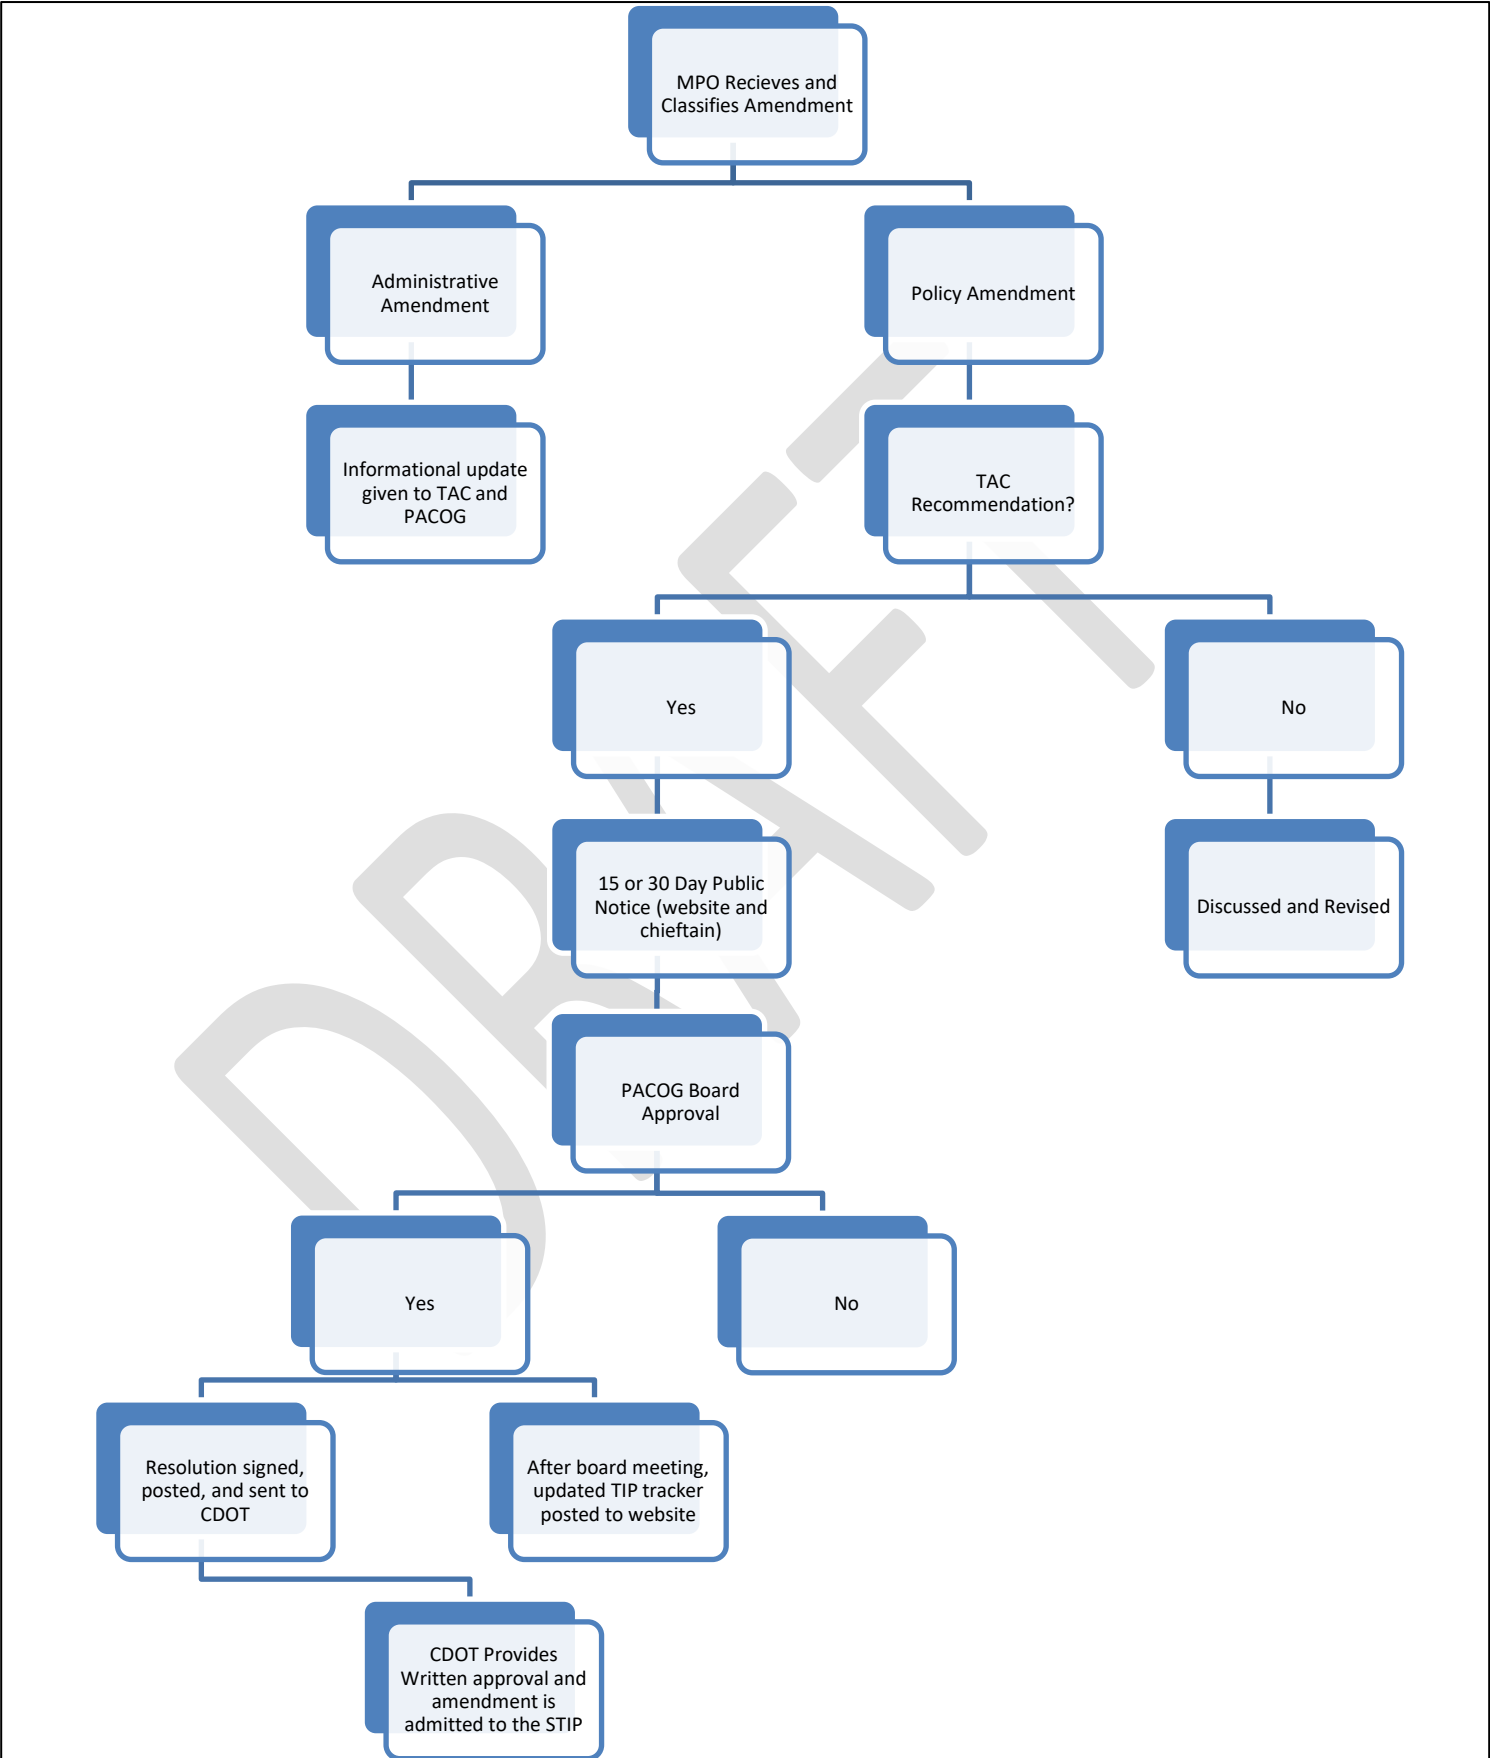 MPO Recieves and
Classifies Amendment
Administrative
Amendment
Policy Amendment
Informational update
given to TAC and
PACOG
TAC
Recommendation?
Yes
No
15 or 30 Day Public
Notice (website and
chieftain)
Discussed and Revised
PACOG Board
Approval
Yes
No
Resolution signed,
posted, and sent to
CDOT
After board meeting,
updated TIP tracker
posted to website
CDOT Provides
Written approval and
amendment is
admitted to the STIP
DRAFT